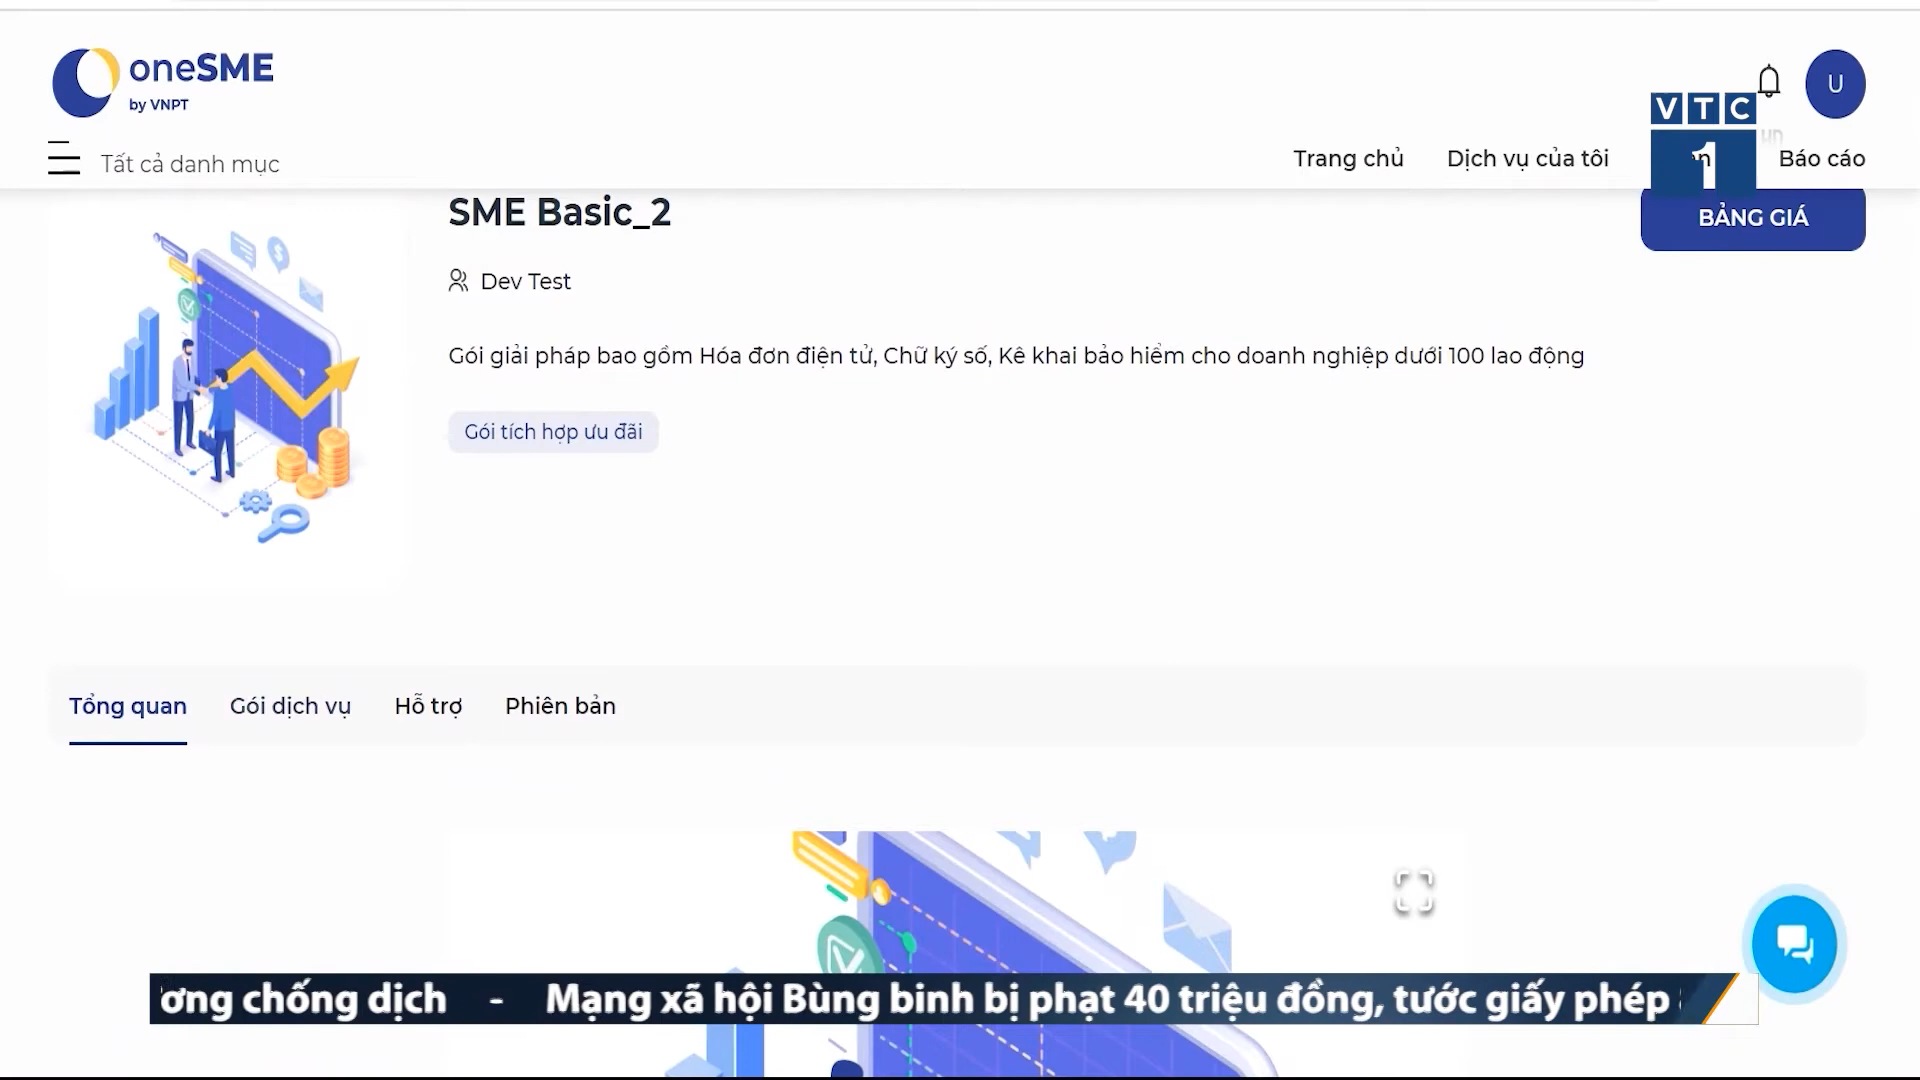 oneSME
by VNPT
U
VTC
1
Tất cả danh mục
Trang chủ
Dịch vụ của tôi
Báo cáo
SME Basic_2
BẢNG GIÁ
Dev Test
Gói giải pháp bao gồm Hóa đơn điện tử, Chữ ký số, Kê khai bảo hiểm cho doanh nghiệp dưới 100 lao động
Gói tích hợp ưu đãi
Tổng quan
Gói dịch vụ
Hỗ trợ
Phiên bản
ơng chống dịch - Mạng xã hội Bùng binh bị phạt 40 triệu đồng, tước giấy phép